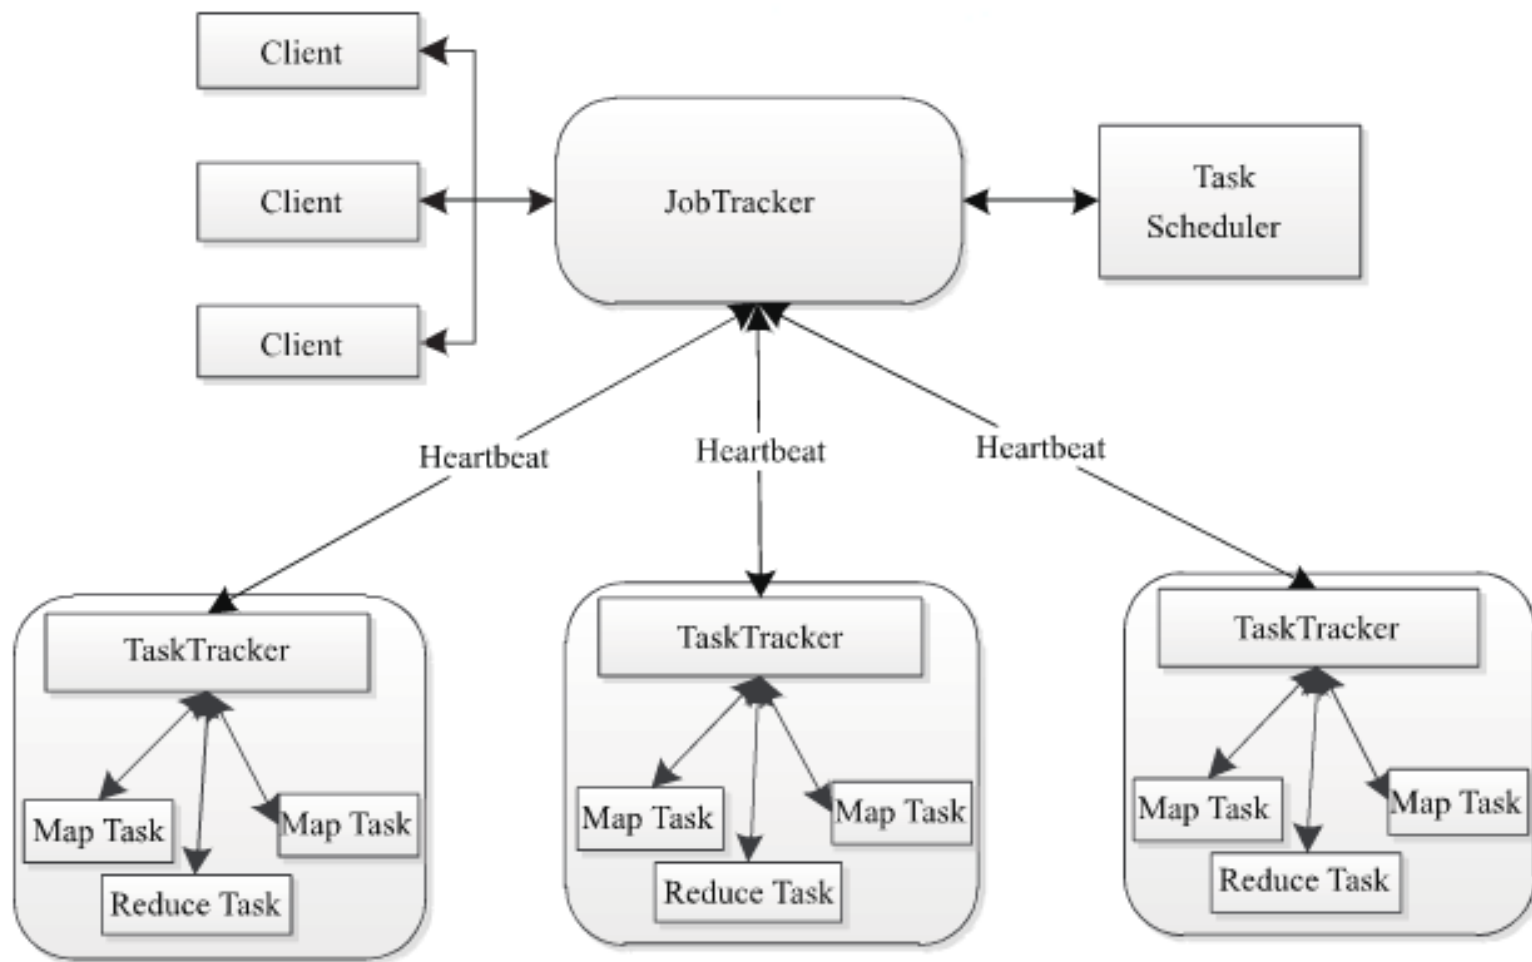 Client
Client
JobTracker
Task
Scheduler
Client
Heartbeat
Heartbeat
Heartbeat
TaskTracker
Map Task
Map Task
Reduce Task
TaskTracker
Map Task
Map Task
Reduce Task
TaskTracker
Map Task
Map Task
Reduce Task